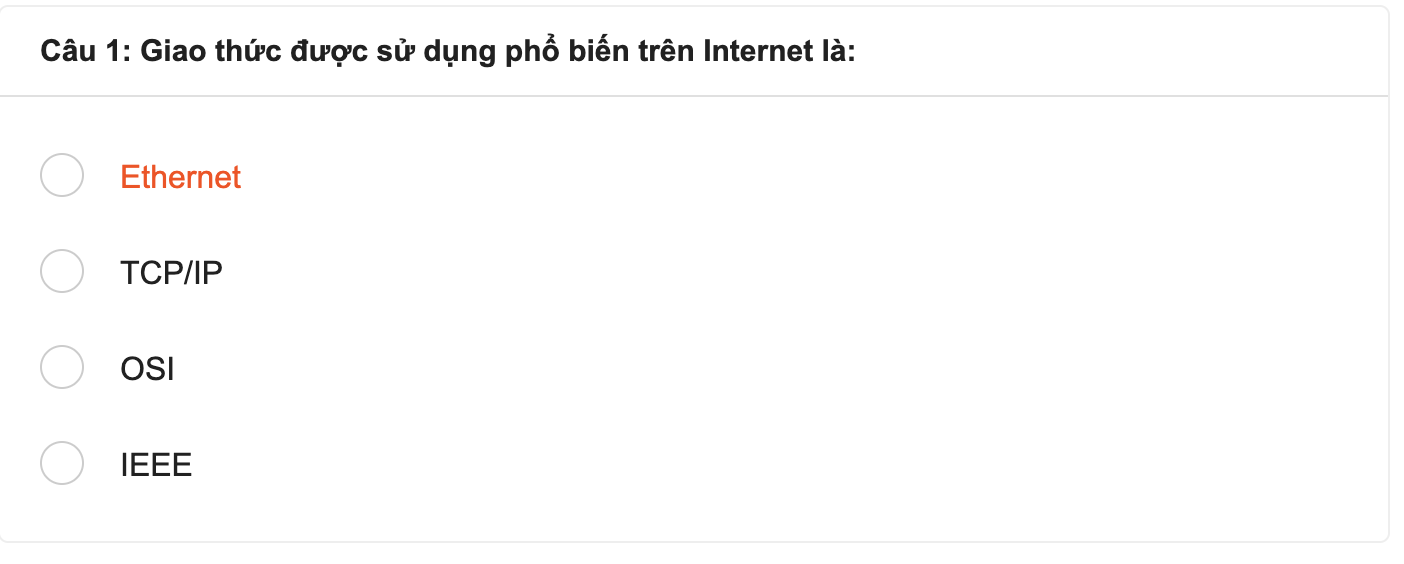 Câu 1: Giao thức được sử dụng phổ biến trên Internet là:
Ethernet
TCP/IP
OSI
IEEE